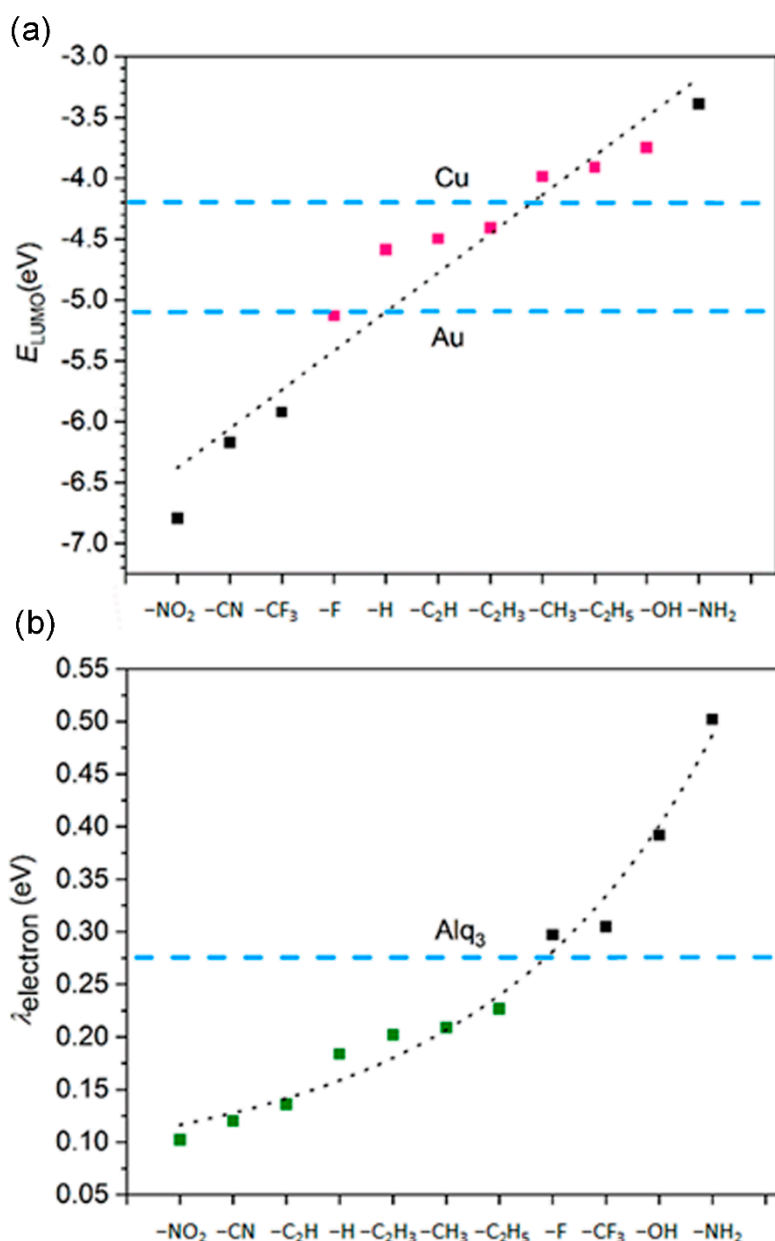 (a)
-3.0
-3.5
-4.0
-4.5
-5.0
-5.5
-6.0
-6.5
-7.0
E_LUMO(eV)
Cu
Au
−NO₂ −CN −CF₃ −F −H −C₂H −C₂H₃ −CH₃ −C₂H₅ −OH −NH₂
(b)
0.55
0.50
0.45
0.40
0.35
0.30
0.25
0.20
0.15
0.10
0.05
λelectron (eV)
Alq₃
−NO₂ −CN −C₂H −H −C₂H₃ −CH₃ −C₂H₅ −F −CF₃ −OH −NH₂